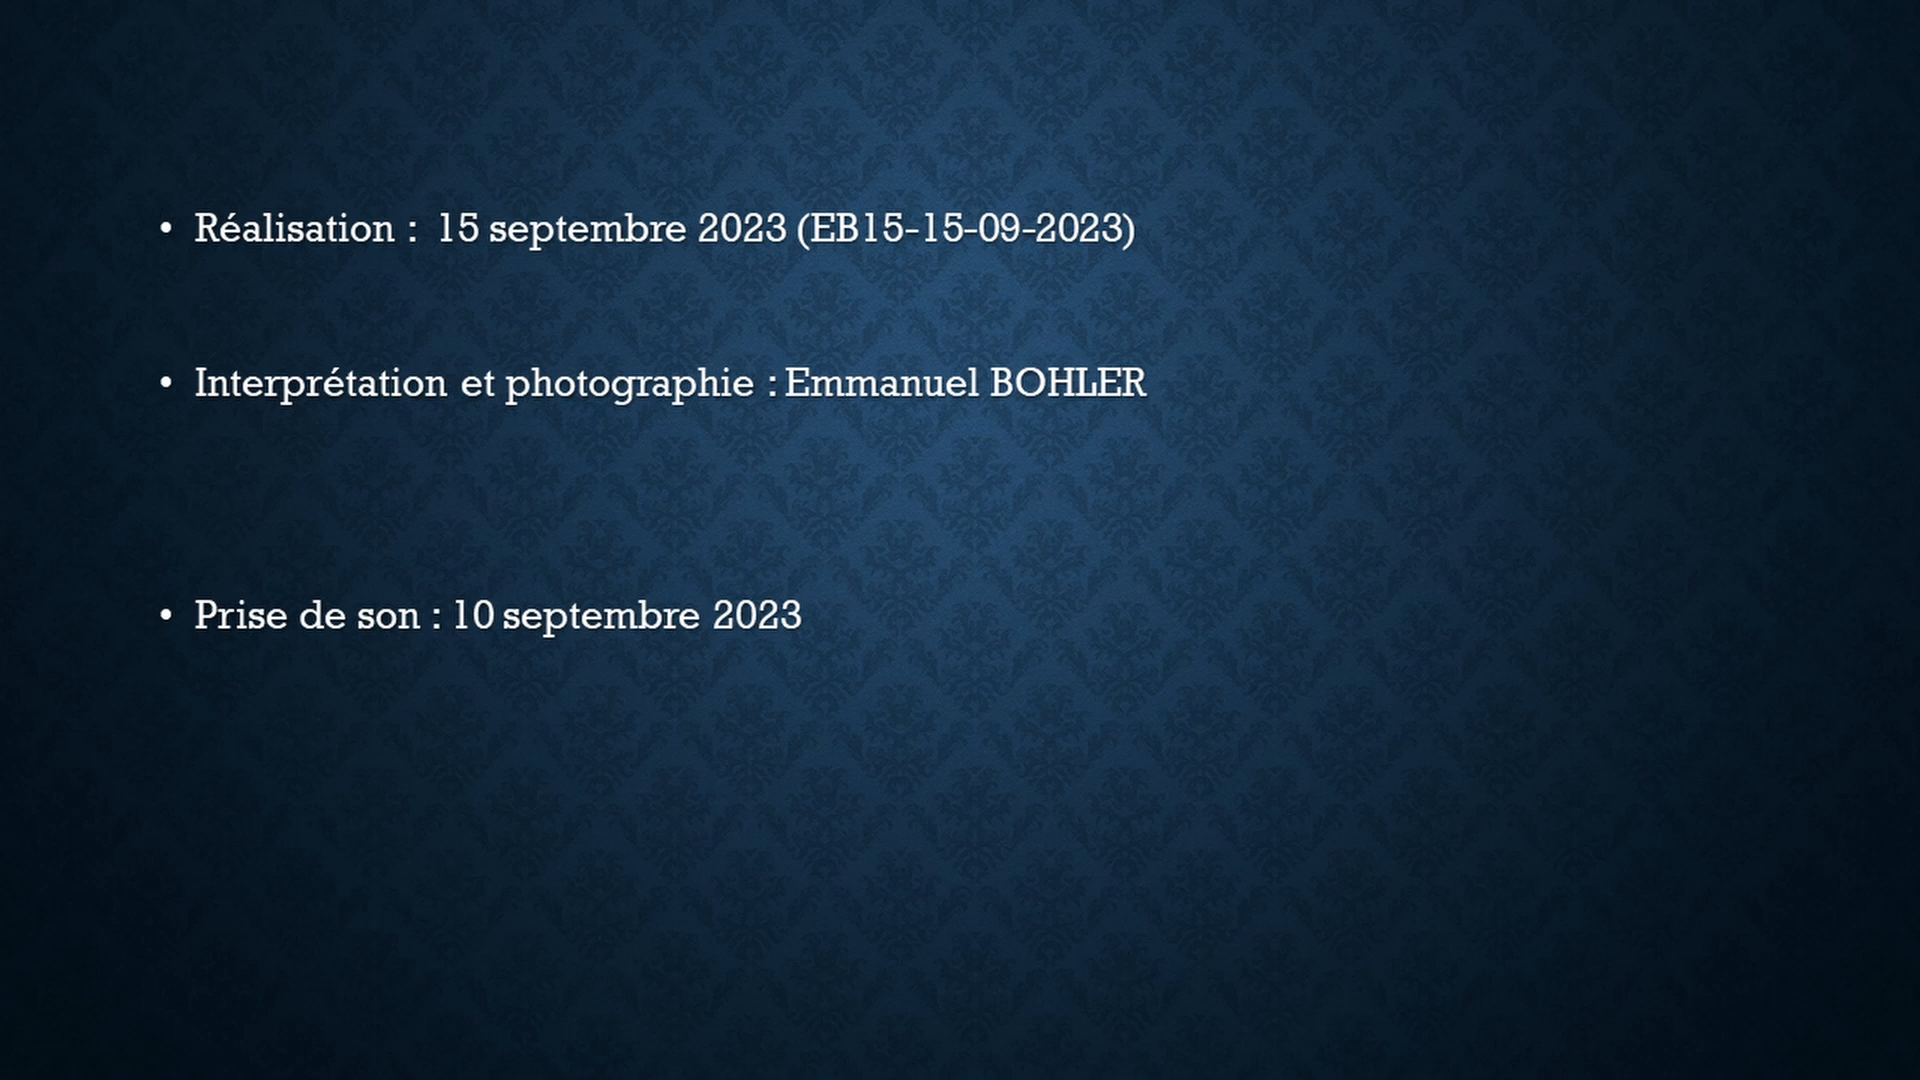 • Réalisation : 15 septembre 2023 (EB15-15-09-2023)
• Interprétation et photographie : Emmanuel BOHLER
• Prise de son : 10 septembre 2023